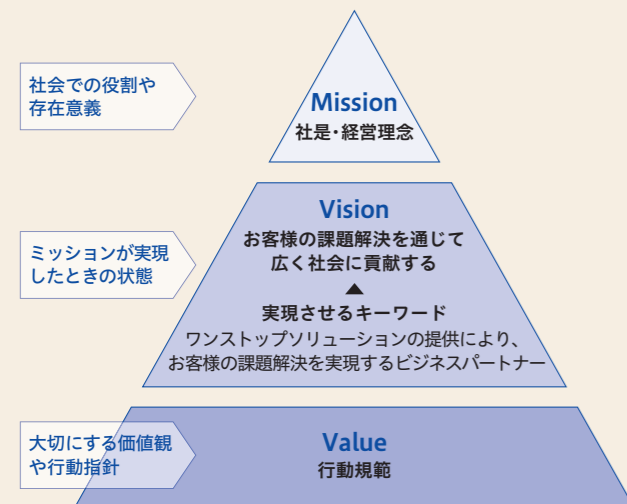 社会での役割や
存在意義
Mission
社是・経営理念
ミッションが実現
したときの状態
Vision
お客様の課題解決を通じて
広く社会に貢献する
▲
実現させるキーワード
ワンストップソリューションの提供により、
お客様の課題解決を実現するビジネスパートナー
大切にする価値観
や行動指針
Value
行動規範